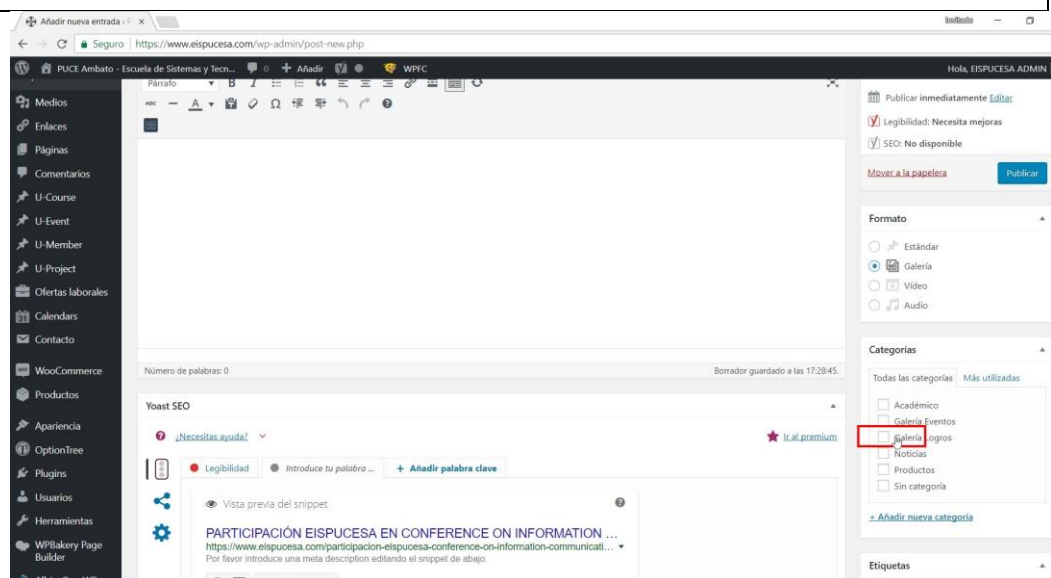 Añadir nueva entrada ‹ P
Seguro | https://www.eispucesa.com/wp-admin/post-new.php
PUCE Ambato - Escuela de Sistemas y Tecn... 0 + Añadir WPFC Hola, EISPUCESA ADMIN
Medios
Enlaces
Páginas
Comentarios
U-Course
U-Event
U-Member
U-Project
Ofertas laborales
Calendars
Contacto
WooCommerce
Productos
Apariencia
OptionTree
Plugins
Usuarios
Herramientas
WPBakery Page
Builder
Párrafo
ABC
Número de palabras: 0 Borrador guardado a las 17:28:45.
Yoast SEO
¿Necesitas ayuda? Ir al premium
Legibilidad Introduce tu palabra ... + Añadir palabra clave
Vista previa del snippet
PARTICIPACIÓN EISPUCESA EN CONFERENCE ON INFORMATION ...
https://www.eispucesa.com/participacion-eispucesa-conference-on-information-communicati...
Por favor introduce una meta description editando el snippet de abajo.
Publicar inmediatamente Editar
Legibilidad: Necesita mejoras
SEO: No disponible
Mover a la papelera Publicar
Formato
Estándar
Galería
Vídeo
Audio
Categorías
Todas las categorías Más utilizadas
Académico
Galería Eventos
Galería Logros
Noticias
Productos
Sin categoría
+ Añadir nueva categoría
Etiquetas